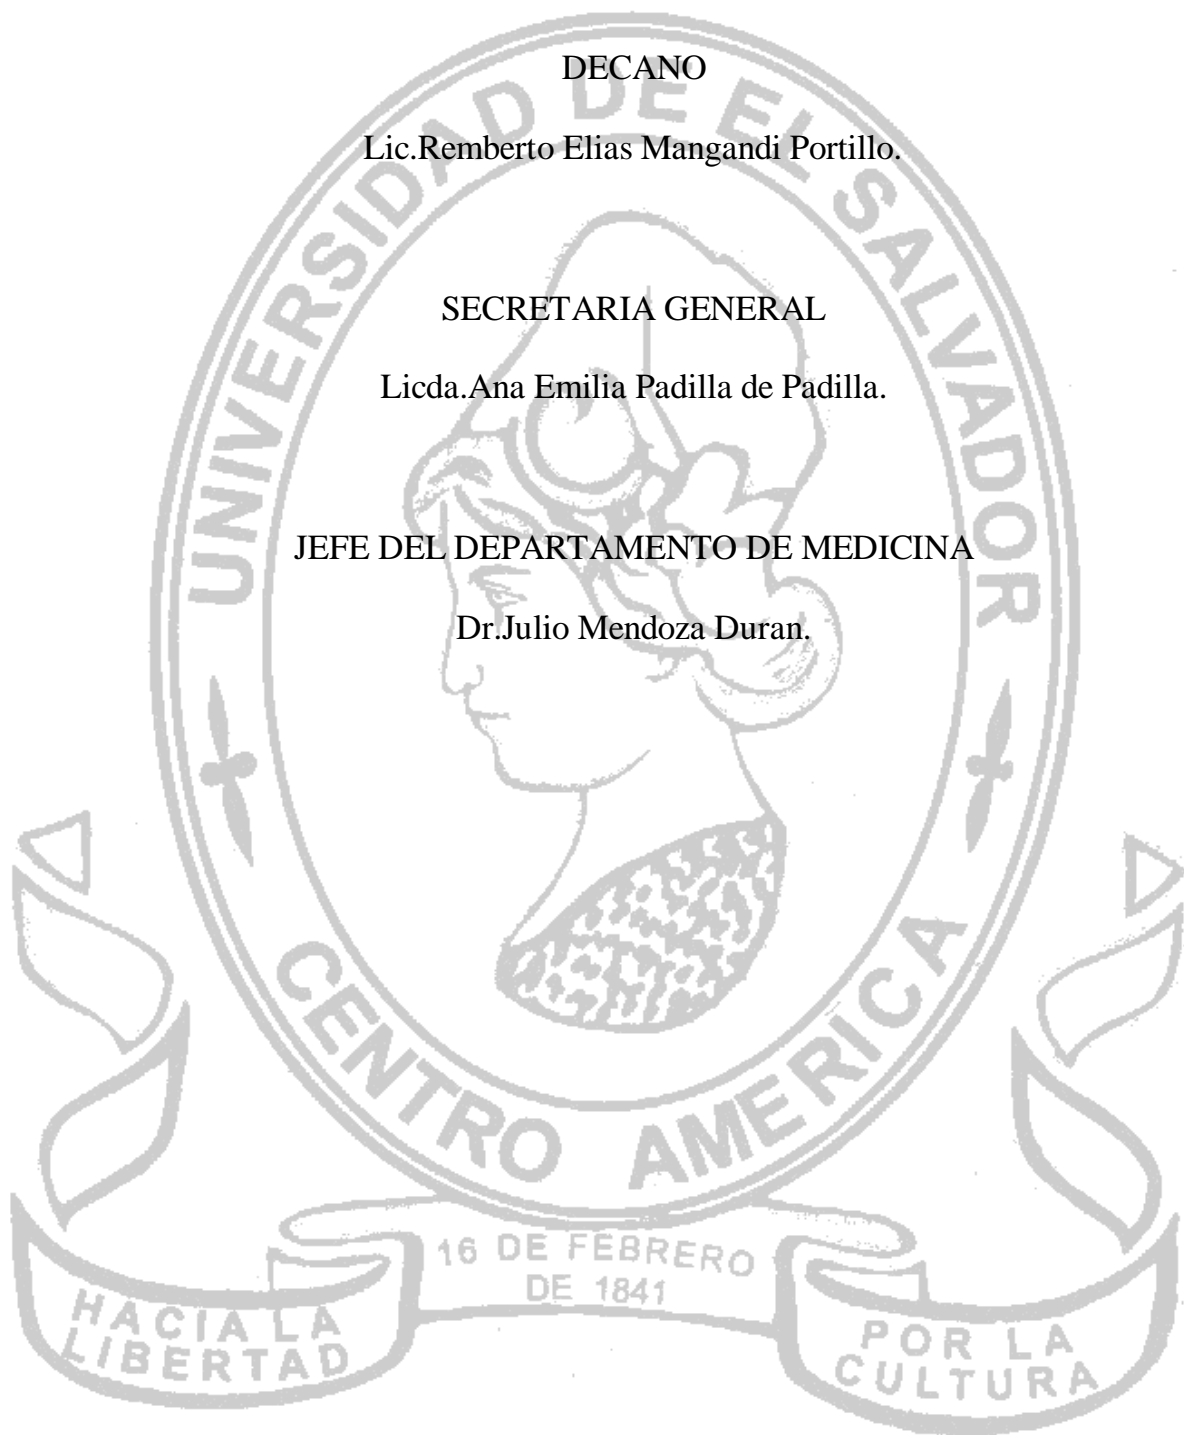 DECANO
Lic.Remberto Elias Mangandi Portillo.
SECRETARIA GENERAL
Licda.Ana Emilia Padilla de Padilla.
JEFE DEL DEPARTAMENTO DE MEDICINA
Dr.Julio Mendoza Duran.
UNIVERSIDAD DE EL SALVADOR
CENTRO AMERICA
16 DE FEBRERO
DE 1841
HACIA LA
LIBERTAD
POR LA
CULTURA